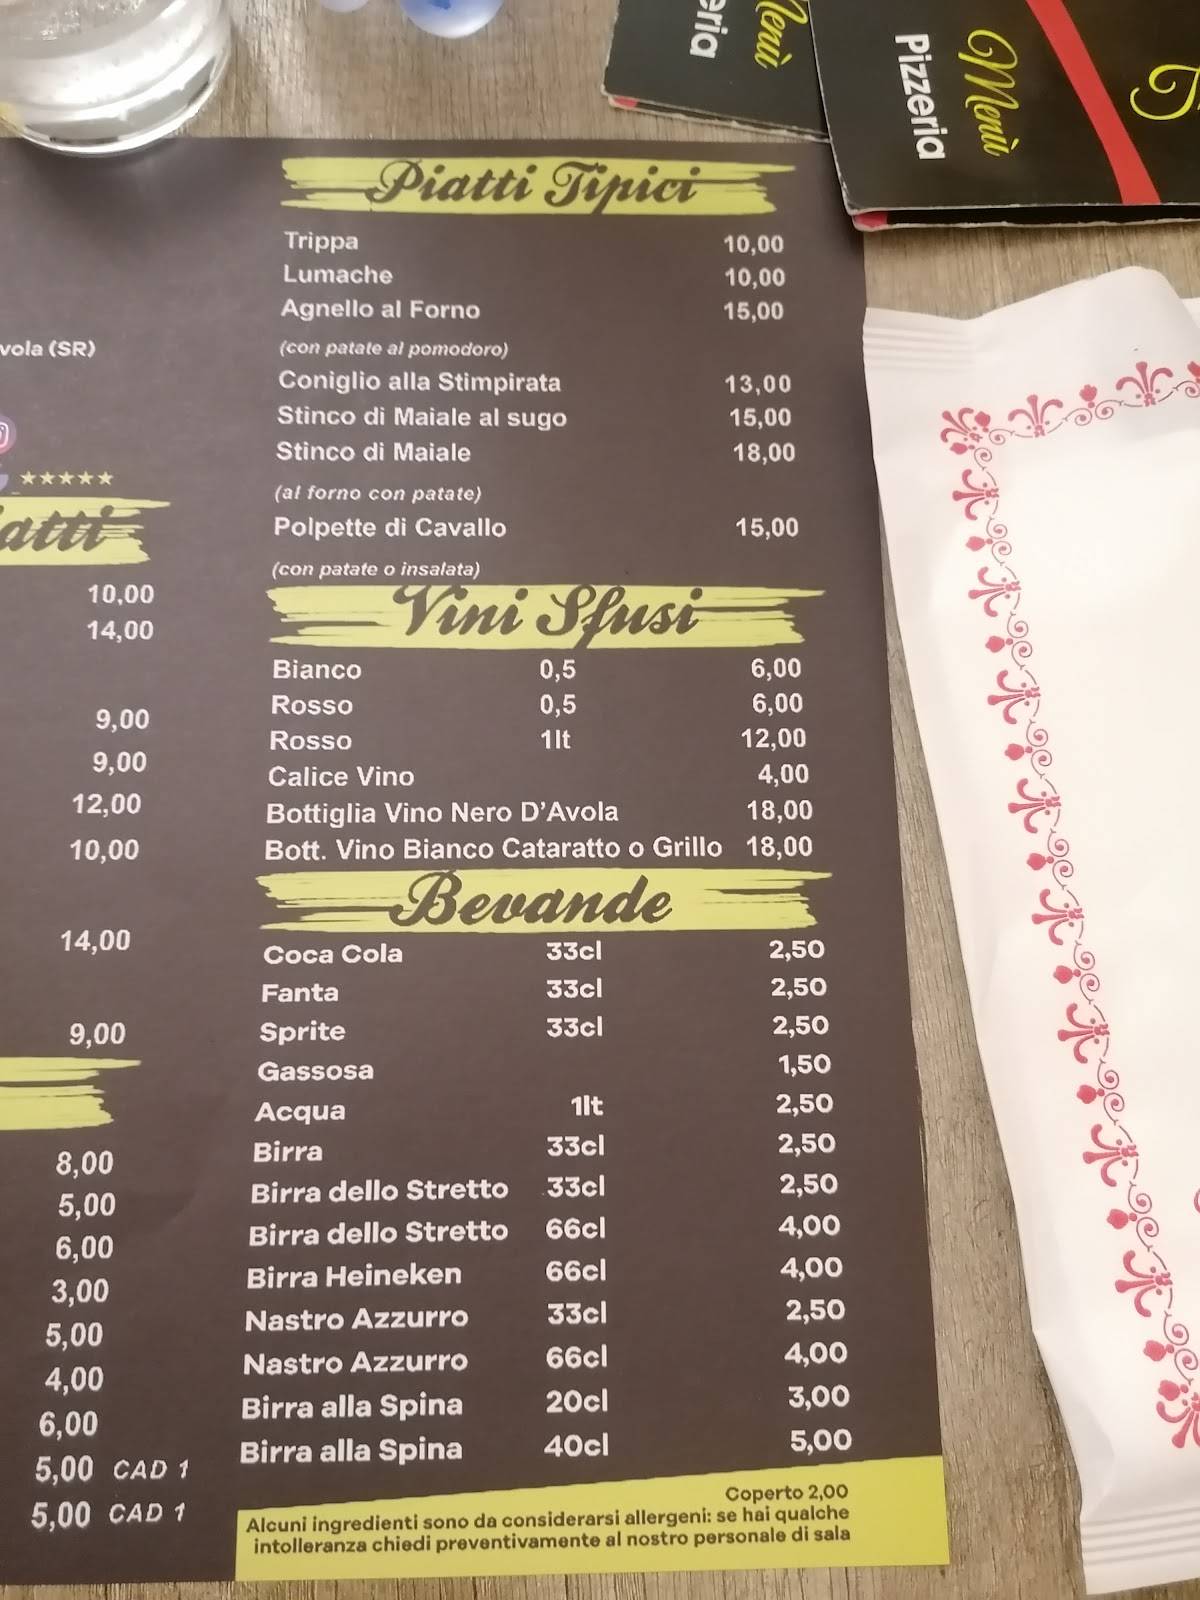 Menù
Pizzeria
Menù
vola (SR)
★★★★★
10,00
14,00
9,00
9,00
12,00
10,00
14,00
9,00
8,00
5,00
6,00
3,00
5,00
4,00
6,00
5,00 CAD 1
5,00 CAD 1
Piatti Tipici
Trippa 10,00
Lumache 10,00
Agnello al Forno 15,00
(con patate al pomodoro)
Coniglio alla Stimpirata 13,00
Stinco di Maiale al sugo 15,00
Stinco di Maiale 18,00
(al forno con patate)
Polpette di Cavallo 15,00
(con patate o insalata)
Vini Sfusi
Bianco 0,5 6,00
Rosso 0,5 6,00
Rosso 1lt 12,00
Calice Vino 4,00
Bottiglia Vino Nero D'Avola 18,00
Bott. Vino Bianco Cataratto o Grillo 18,00
Bevande
Coca Cola 33cl 2,50
Fanta 33cl 2,50
Sprite 33cl 2,50
Gassosa 1,50
Acqua 1lt 2,50
Birra 33cl 2,50
Birra dello Stretto 33cl 2,50
Birra dello Stretto 66cl 4,00
Birra Heineken 66cl 4,00
Nastro Azzurro 33cl 2,50
Nastro Azzurro 66cl 4,00
Birra alla Spina 20cl 3,00
Birra alla Spina 40cl 5,00
Coperto 2,00
Alcuni ingredienti sono da considerarsi allergeni: se hai qualche
intolleranza chiedi preventivamente al nostro personale di sala